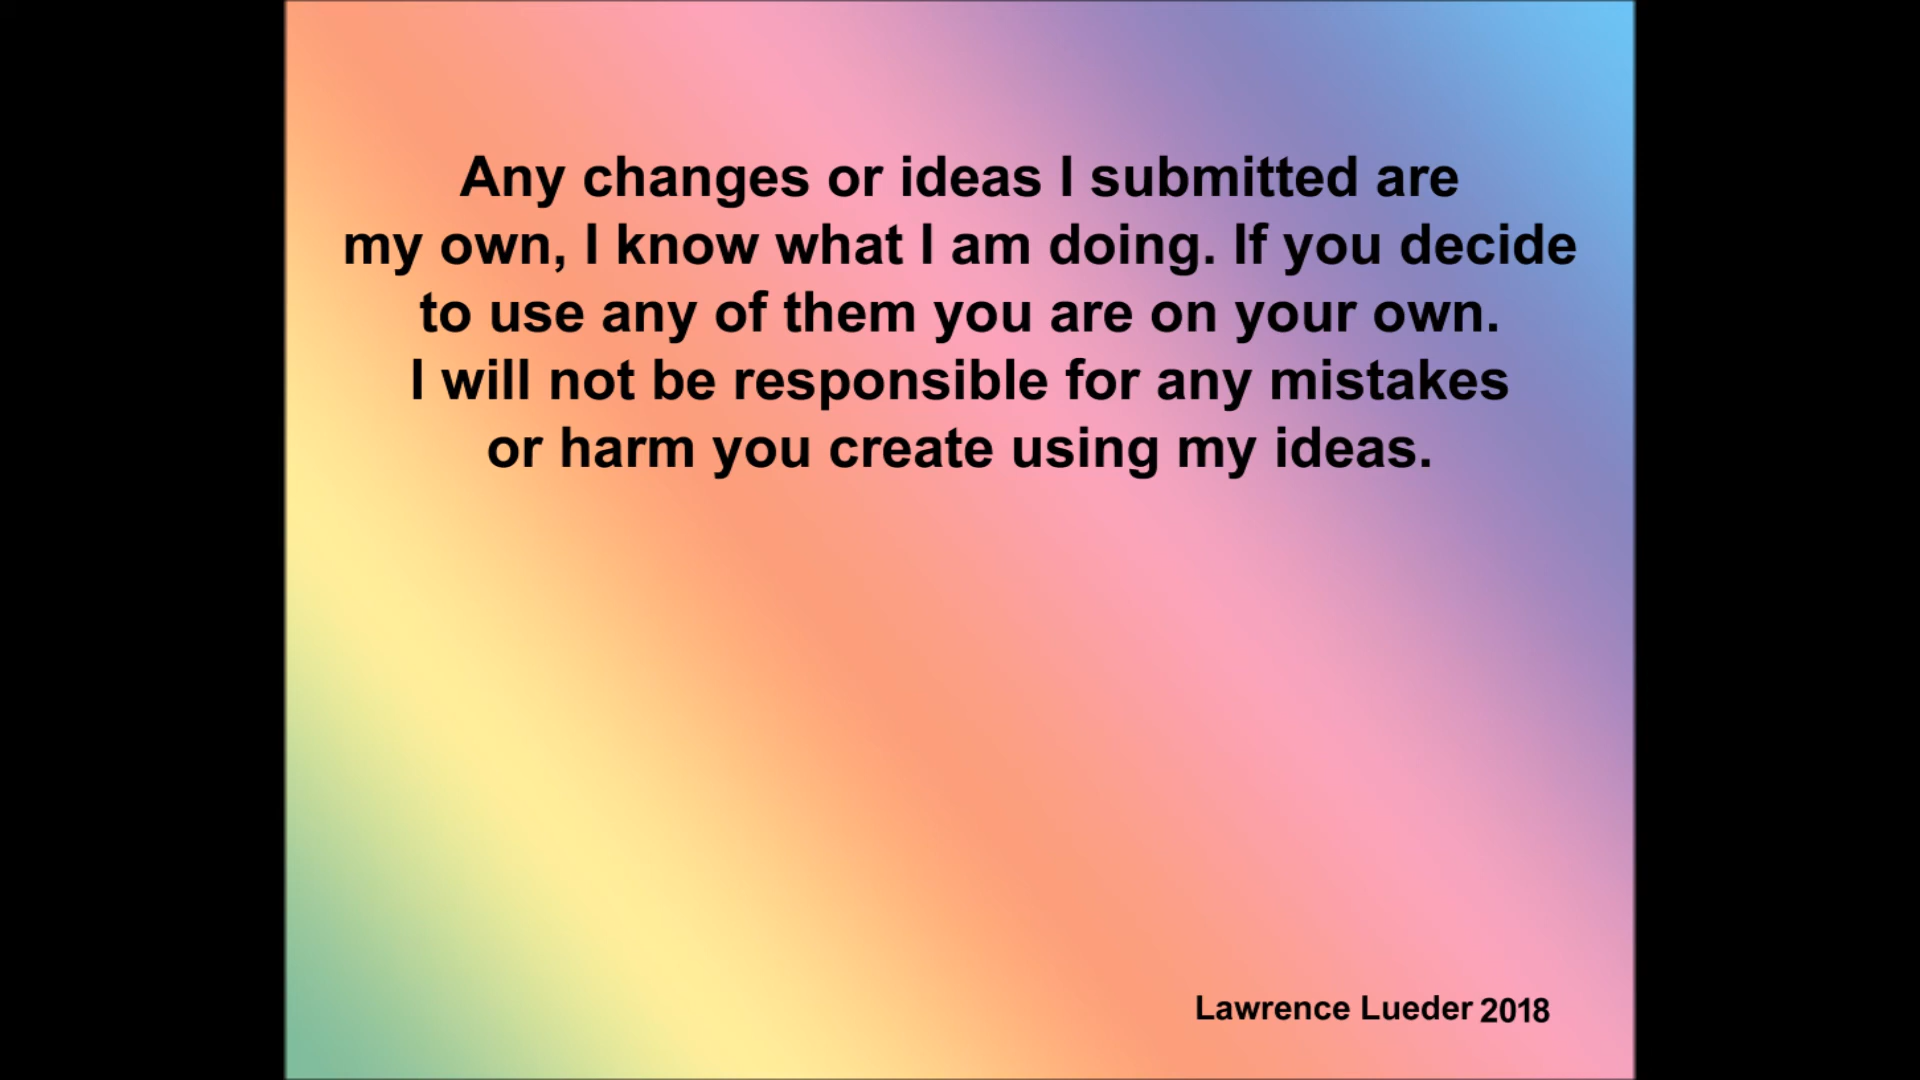 Any changes or ideas I submitted are
my own, I know what I am doing. If you decide
to use any of them you are on your own.
I will not be responsible for any mistakes
or harm you create using my ideas.
Lawrence Lueder 2018